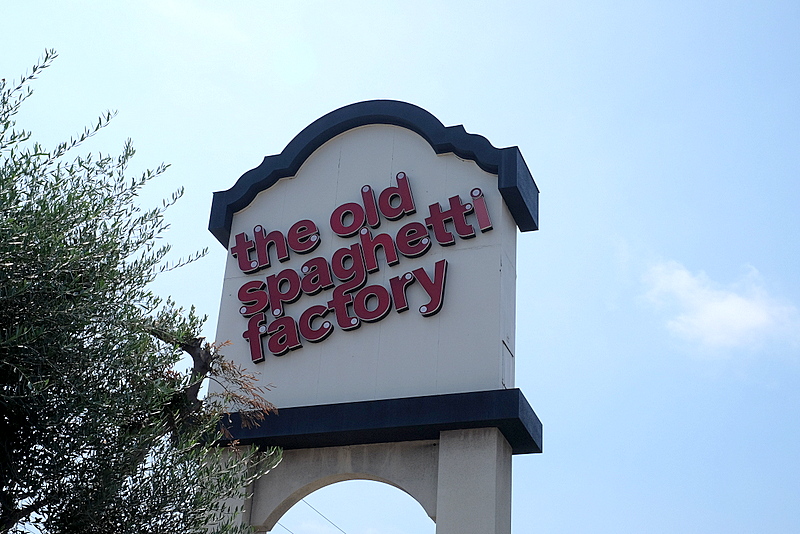 the old
spaghetti
factory